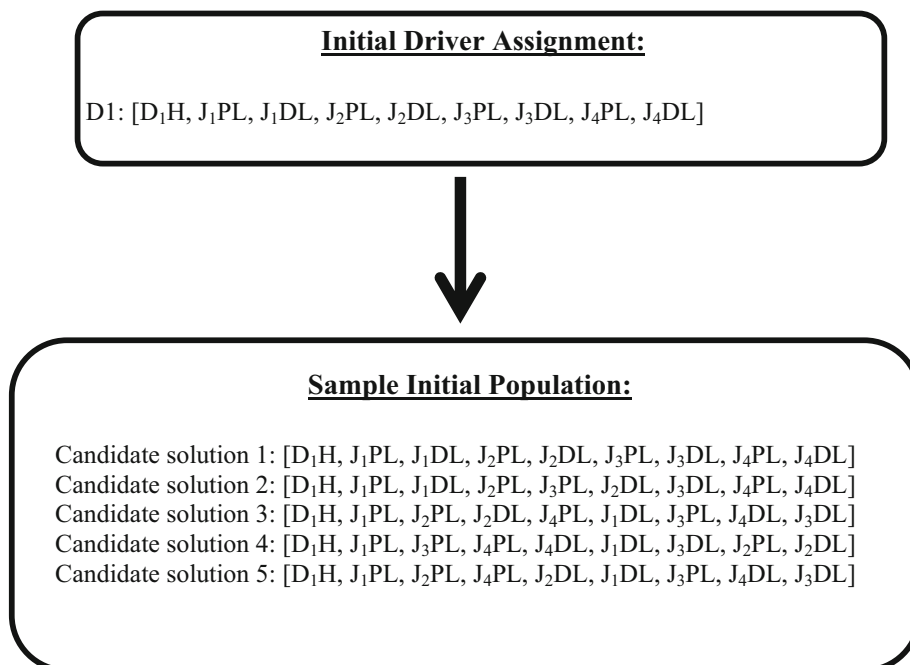 Initial Driver Assignment:
D1: [D₁H, J₁PL, J₁DL, J₂PL, J₂DL, J₃PL, J₃DL, J₄PL, J₄DL]
Sample Initial Population:
Candidate solution 1: [D₁H, J₁PL, J₁DL, J₂PL, J₂DL, J₃PL, J₃DL, J₄PL, J₄DL]
Candidate solution 2: [D₁H, J₁PL, J₁DL, J₂PL, J₃PL, J₂DL, J₃DL, J₄PL, J₄DL]
Candidate solution 3: [D₁H, J₁PL, J₂PL, J₂DL, J₄PL, J₁DL, J₃PL, J₄DL, J₃DL]
Candidate solution 4: [D₁H, J₁PL, J₃PL, J₄PL, J₄DL, J₁DL, J₃DL, J₂PL, J₂DL]
Candidate solution 5: [D₁H, J₁PL, J₂PL, J₄PL, J₂DL, J₁DL, J₃PL, J₄DL, J₃DL]